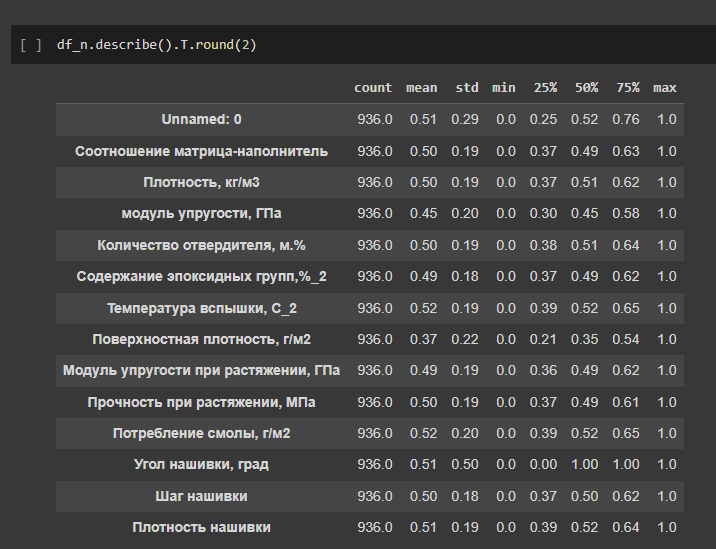 [ ] df_n.describe().T.round(2)
count mean std min 25% 50% 75% max
Unnamed: 0 936.0 0.51 0.29 0.0 0.25 0.52 0.76 1.0
Соотношение матрица-наполнитель 936.0 0.50 0.19 0.0 0.37 0.49 0.63 1.0
Плотность, кг/м3 936.0 0.50 0.19 0.0 0.37 0.51 0.62 1.0
модуль упругости, ГПа 936.0 0.45 0.20 0.0 0.30 0.45 0.58 1.0
Количество отвердителя, м.% 936.0 0.50 0.19 0.0 0.38 0.51 0.64 1.0
Содержание эпоксидных групп,%_2 936.0 0.49 0.18 0.0 0.37 0.49 0.62 1.0
Температура вспышки, С_2 936.0 0.52 0.19 0.0 0.39 0.52 0.65 1.0
Поверхностная плотность, г/м2 936.0 0.37 0.22 0.0 0.21 0.35 0.54 1.0
Модуль упругости при растяжении, ГПа 936.0 0.49 0.19 0.0 0.36 0.49 0.62 1.0
Прочность при растяжении, МПа 936.0 0.50 0.19 0.0 0.37 0.49 0.61 1.0
Потребление смолы, г/м2 936.0 0.52 0.20 0.0 0.39 0.52 0.65 1.0
Угол нашивки, град 936.0 0.51 0.50 0.0 0.00 1.00 1.00 1.0
Шаг нашивки 936.0 0.50 0.18 0.0 0.37 0.50 0.62 1.0
Плотность нашивки 936.0 0.51 0.19 0.0 0.39 0.52 0.64 1.0